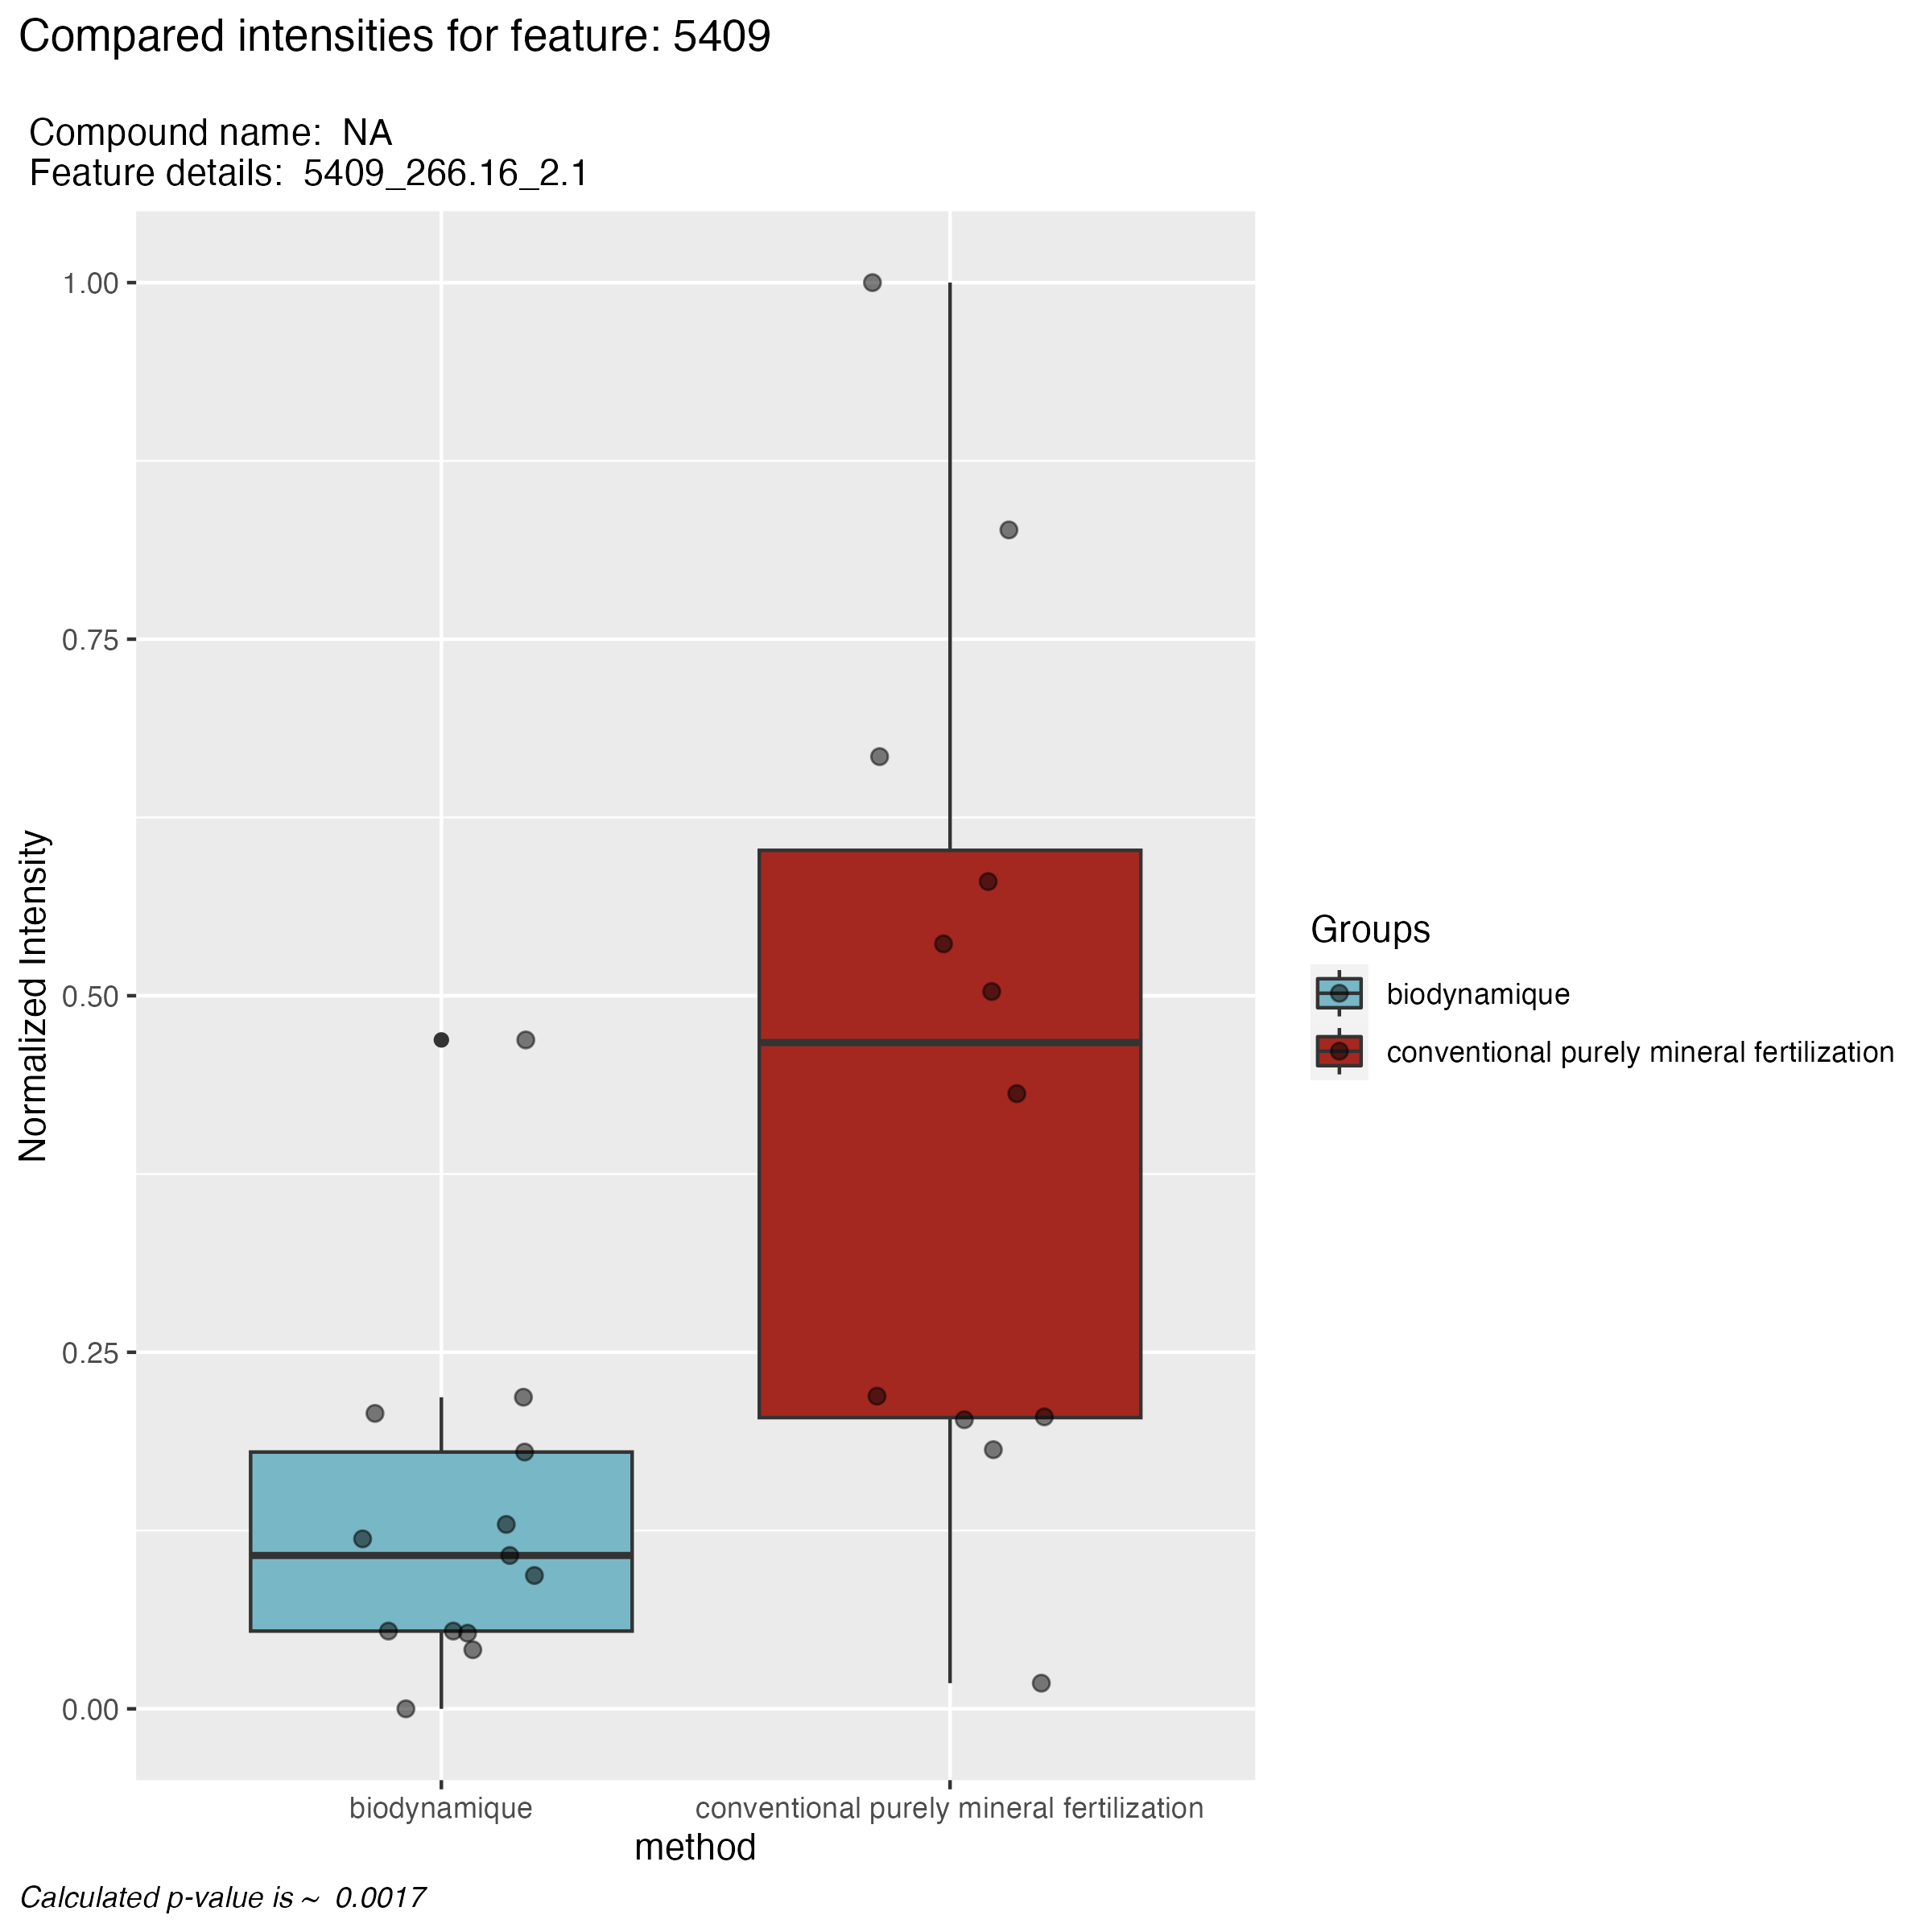 Compared intensities for feature: 5409
Compound name:  NA
Feature details:  5409_266.16_2.1
1.00
0.75
0.50
0.25
0.00
Normalized Intensity
biodynamique
conventional purely mineral fertilization
method
Groups
biodynamique
conventional purely mineral fertilization
Calculated p-value is ~  0.0017